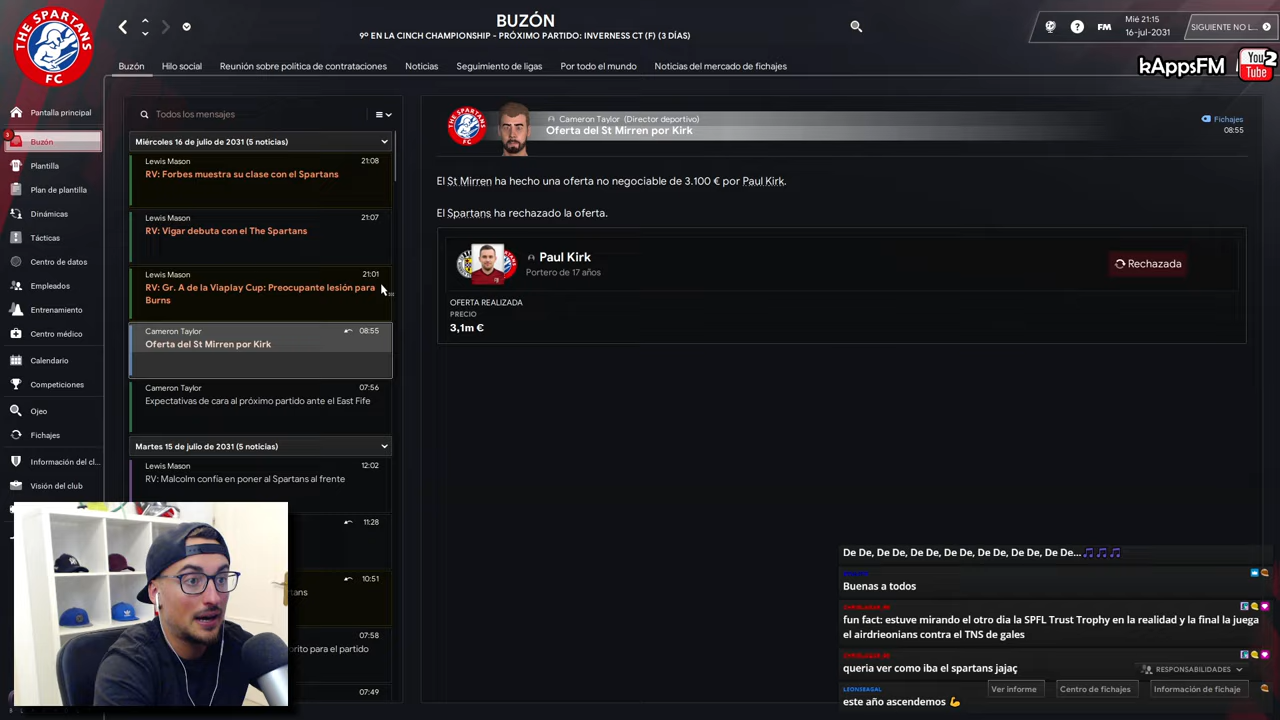 THE SPARTANS
FC
BUZÓN
9º EN LA CINCH CHAMPIONSHIP - PRÓXIMO PARTIDO: INVERNESS CT (F) (3 DÍAS)
FM
Mié 21:15
16-jul-2031
SIGUIENTE NO L...
kAppsFM
You
Tube
2
Buzón
Hilo social
Reunión sobre política de contrataciones
Noticias
Seguimiento de ligas
Por todo el mundo
Noticias del mercado de fichajes
Pantalla principal
3
Buzón
Plantilla
Plan de plantilla
Dinámicas
Tácticas
Centro de datos
Empleados
Entrenamiento
Centro médico
Calendario
Competiciones
Ojeo
Fichajes
Información del cl...
Visión del club
Todos los mensajes
Miércoles 16 de julio de 2031 (5 noticias)
Lewis Mason 21:08
RV: Forbes muestra su clase con el Spartans
Lewis Mason 21:07
RV: Vigar debuta con el The Spartans
Lewis Mason 21:01
RV: Gr. A de la Viaplay Cup: Preocupante lesión para
Burns
Cameron Taylor 08:55
Oferta del St Mirren por Kirk
Cameron Taylor 07:56
Expectativas de cara al próximo partido ante el East Fife
Martes 15 de julio de 2031 (5 noticias)
Lewis Mason 12:02
RV: Malcolm confía en poner al Spartans al frente
11:28
10:51
tans
07:58
rito para el partido
07:49
Cameron Taylor (Director deportivo)
Oferta del St Mirren por Kirk
Fichajes
08:55
El St Mirren ha hecho una oferta no negociable de 3.100 € por Paul Kirk.
El Spartans ha rechazado la oferta.
Paul Kirk
Portero de 17 años
Rechazada
OFERTA REALIZADA
PRECIO
3,1m €
De De, De De, De De, De De, De De, De De, De De...
Buenas a todos
fun fact: estuve mirando el otro dia la SPFL Trust Trophy en la realidad y la final la juega
el airdrieonians contra el TNS de gales
queria ver como iba el spartans jajaç
RESPONSABILIDADES
LEONSBASAL
este año ascendemos 💪
Ver informe
Centro de fichajes
Información de fichaje